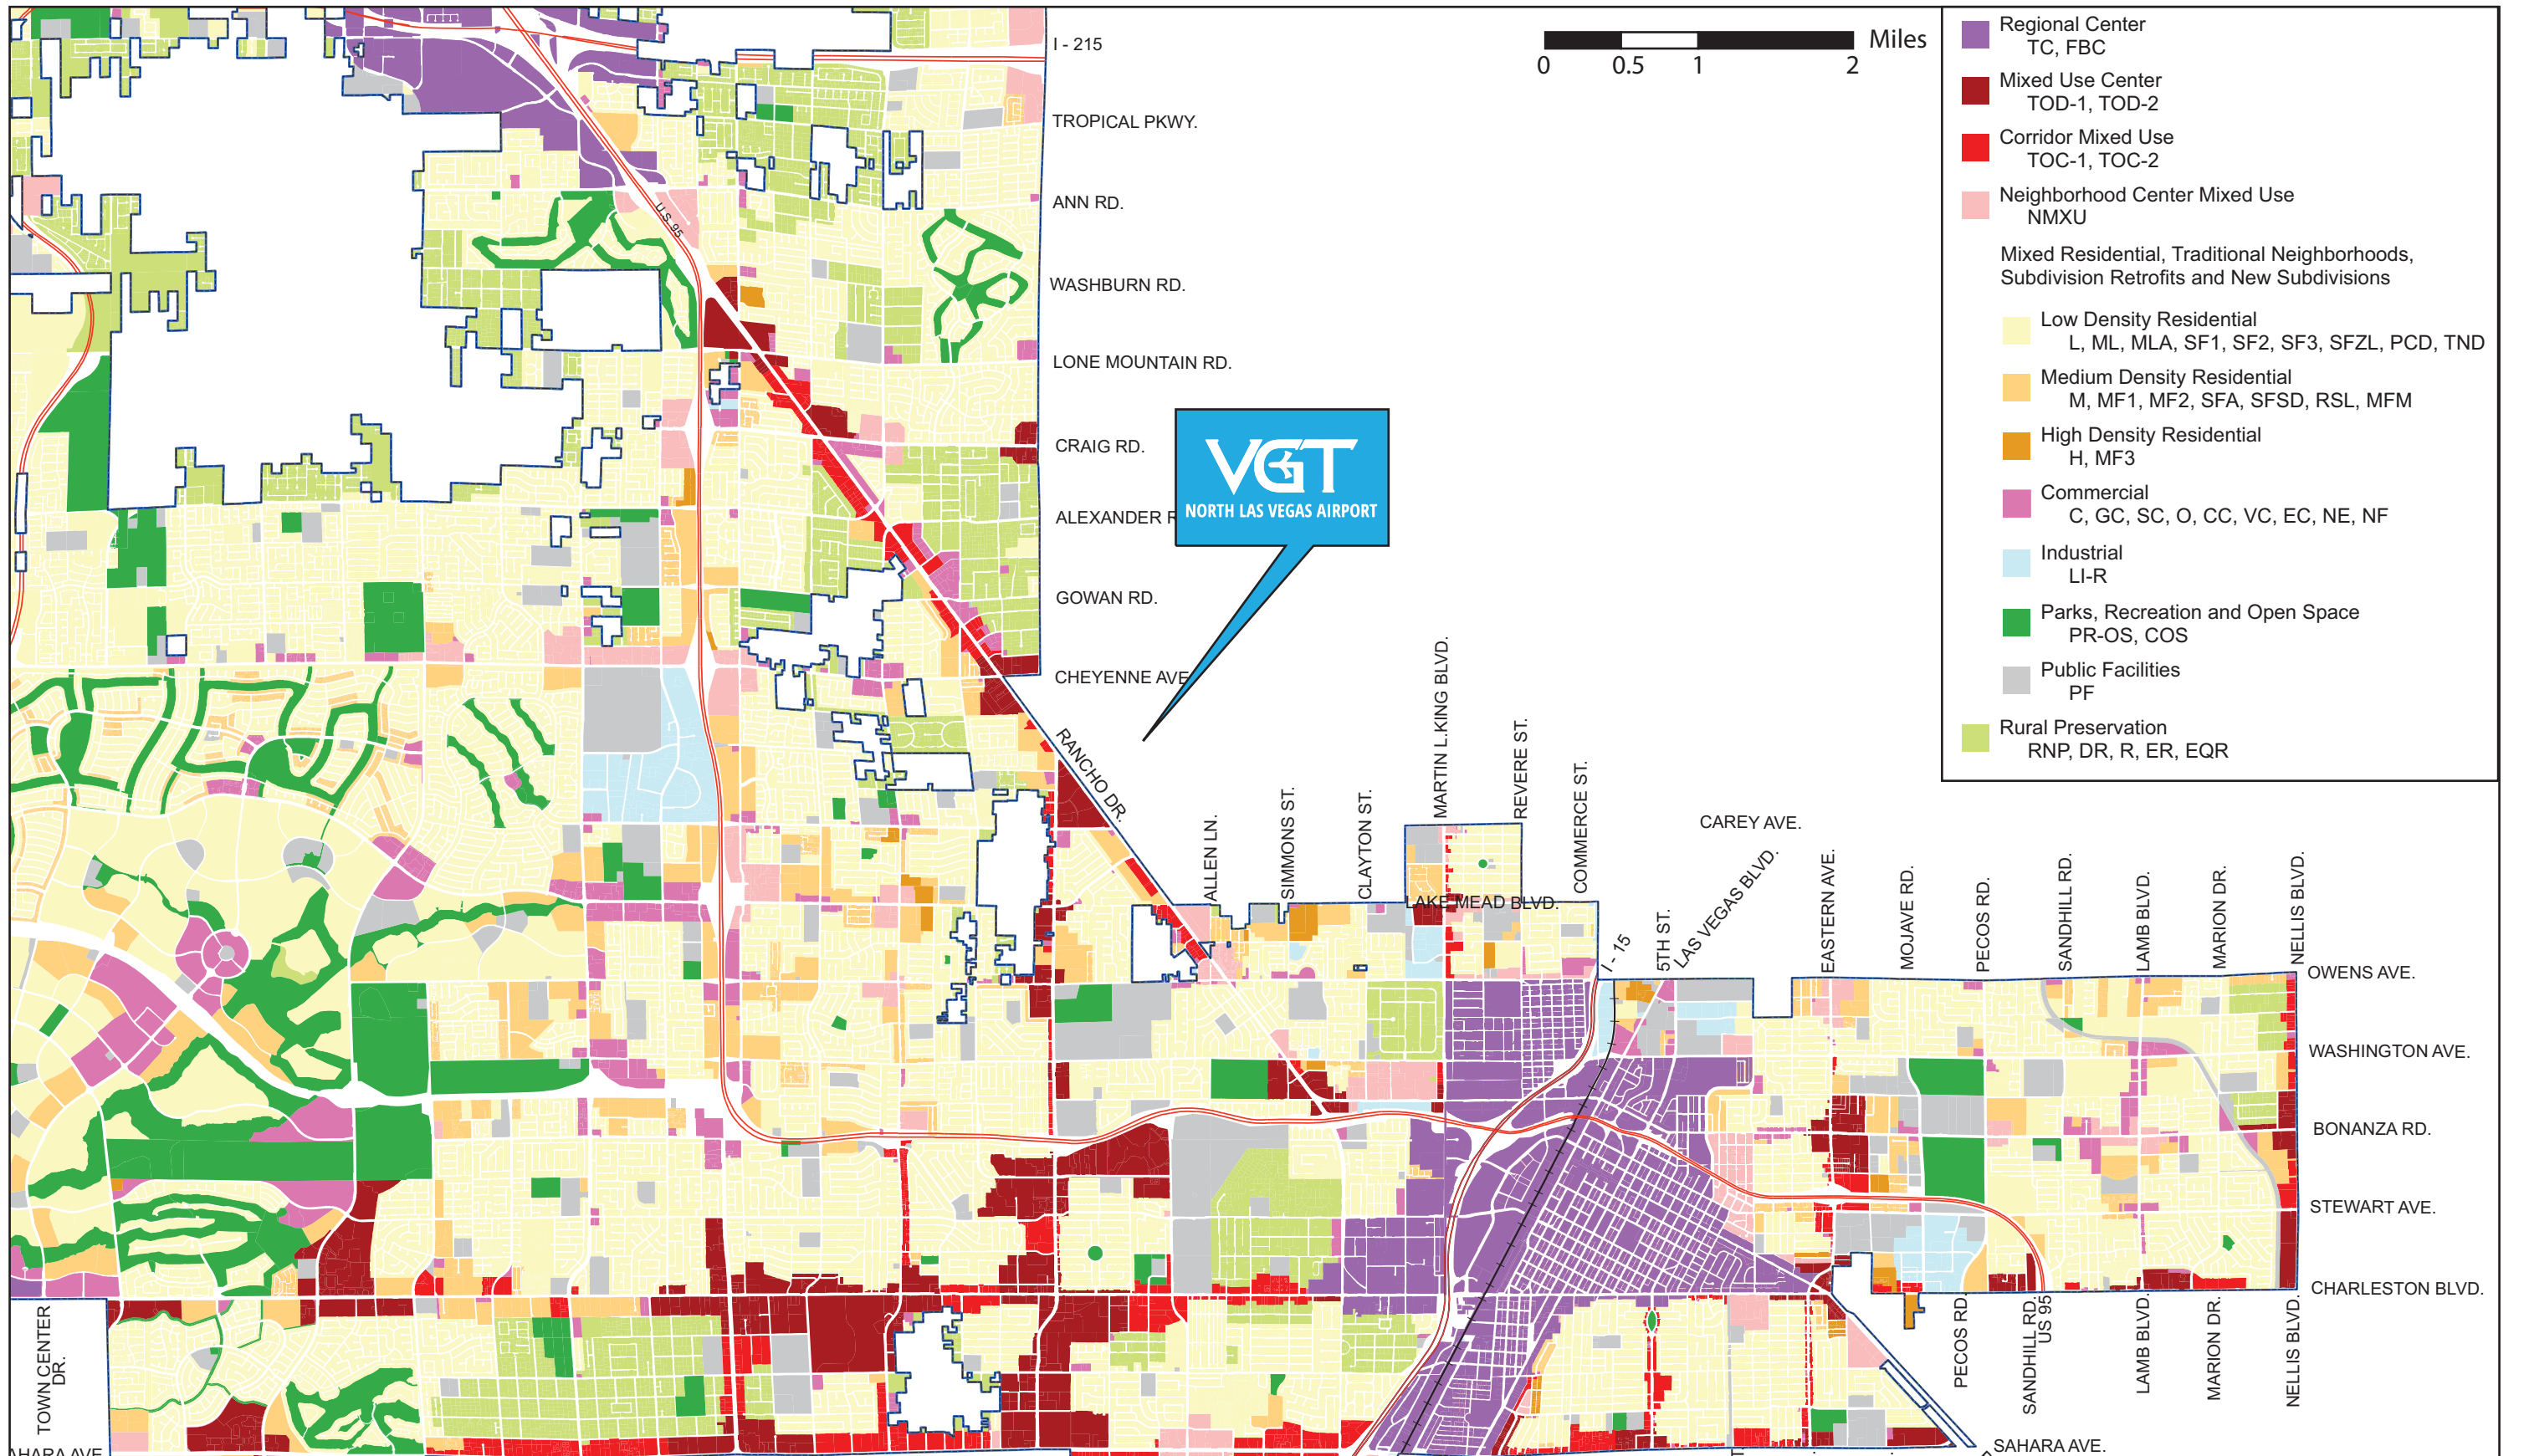 I - 215
TROPICAL PKWY.
ANN RD.
U.S. 95
WASHBURN RD.
LONE MOUNTAIN RD.
CRAIG RD.
ALEXANDER R
GOWAN RD.
CHEYENNE AVE
VGT
NORTH LAS VEGAS AIRPORT
Miles
0 0.5 1 2
Regional Center
TC, FBC
Mixed Use Center
TOD-1, TOD-2
Corridor Mixed Use
TOC-1, TOC-2
Neighborhood Center Mixed Use
NMXU
Mixed Residential, Traditional Neighborhoods,
Subdivision Retrofits and New Subdivisions
Low Density Residential
L, ML, MLA, SF1, SF2, SF3, SFZL, PCD, TND
Medium Density Residential
M, MF1, MF2, SFA, SFSD, RSL, MFM
High Density Residential
H, MF3
Commercial
C, GC, SC, O, CC, VC, EC, NE, NF
Industrial
LI-R
Parks, Recreation and Open Space
PR-OS, COS
Public Facilities
PF
Rural Preservation
RNP, DR, R, ER, EQR
RANCHO DR.
ALLEN LN.
SIMMONS ST.
CLAYTON ST.
MARTIN L.KING BLVD.
REVERE ST.
COMMERCE ST.
CAREY AVE.
LAKE MEAD BLVD.
I - 15
5TH ST.
LAS VEGAS BLVD.
EASTERN AVE.
MOJAVE RD.
PECOS RD.
SANDHILL RD.
LAMB BLVD.
MARION DR.
NELLIS BLVD.
OWENS AVE.
WASHINGTON AVE.
BONANZA RD.
STEWART AVE.
CHARLESTON BLVD.
TOWN CENTER
DR.
PECOS RD.
SANDHILL RD.
US 95
LAMB BLVD.
MARION DR.
NELLIS BLVD.
AHARA AVE
SAHARA AVE.